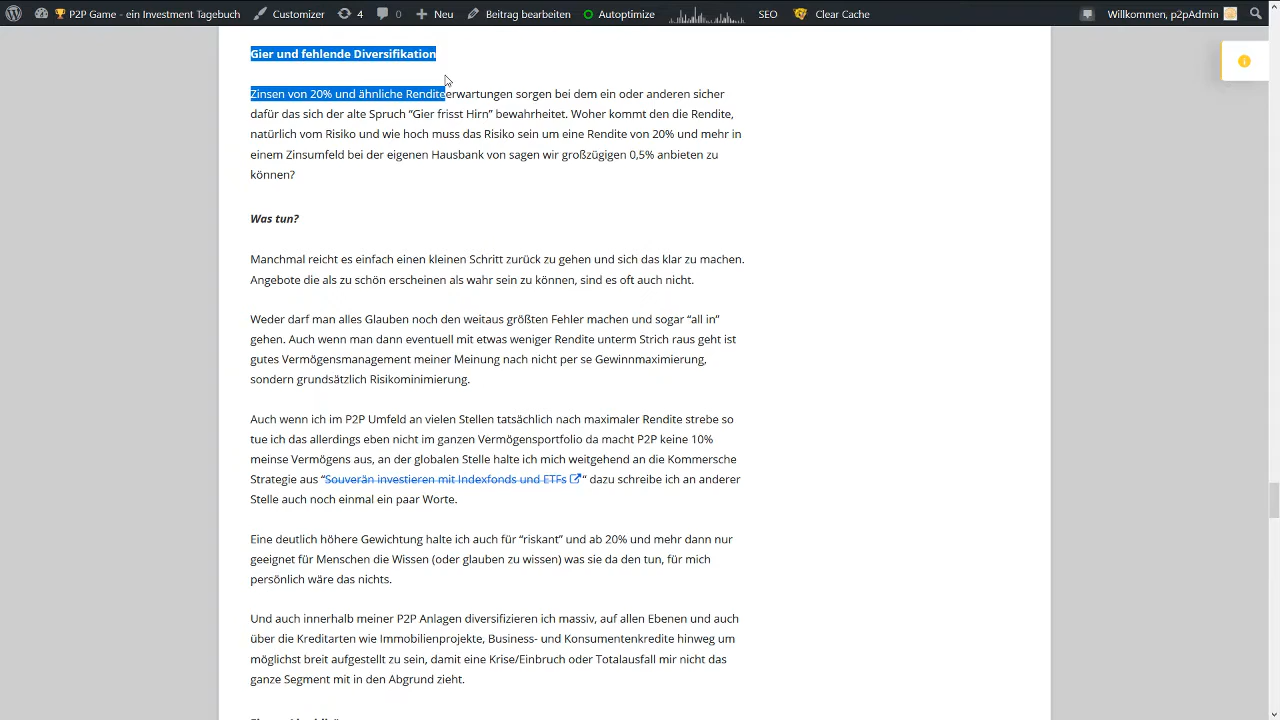 P2P Game - ein Investment Tagebuch Customizer 4 0 Neu Beitrag bearbeiten Autoptimize SEO Clear Cache Willkommen, p2pAdmin
Gier und fehlende Diversifikation
Zinsen von 20% und ähnliche Renditeerwartungen sorgen bei dem ein oder anderen sicher
dafür das sich der alte Spruch “Gier frisst Hirn” bewahrheitet. Woher kommt den die Rendite,
natürlich vom Risiko und wie hoch muss das Risiko sein um eine Rendite von 20% und mehr in
einem Zinsumfeld bei der eigenen Hausbank von sagen wir großzügigen 0,5% anbieten zu
können?
Was tun?
Manchmal reicht es einfach einen kleinen Schritt zurück zu gehen und sich das klar zu machen.
Angebote die als zu schön erscheinen als wahr sein zu können, sind es oft auch nicht.
Weder darf man alles Glauben noch den weitaus größten Fehler machen und sogar “all in”
gehen. Auch wenn man dann eventuell mit etwas weniger Rendite unterm Strich raus geht ist
gutes Vermögensmanagement meiner Meinung nach nicht per se Gewinnmaximierung,
sondern grundsätzlich Risikominimierung.
Auch wenn ich im P2P Umfeld an vielen Stellen tatsächlich nach maximaler Rendite strebe so
tue ich das allerdings eben nicht im ganzen Vermögensportfolio da macht P2P keine 10%
meinse Vermögens aus, an der globalen Stelle halte ich mich weitgehend an die Kommersche
Strategie aus “Souverän investieren mit Indexfonds und ETFs“ dazu schreibe ich an anderer
Stelle auch noch einmal ein paar Worte.
Eine deutlich höhere Gewichtung halte ich auch für “riskant” und ab 20% und mehr dann nur
geeignet für Menschen die Wissen (oder glauben zu wissen) was sie da den tun, für mich
persönlich wäre das nichts.
Und auch innerhalb meiner P2P Anlagen diversifizieren ich massiv, auf allen Ebenen und auch
über die Kreditarten wie Immobilienprojekte, Business- und Konsumentenkredite hinweg um
möglichst breit aufgestellt zu sein, damit eine Krise/Einbruch oder Totalausfall mir nicht das
ganze Segment mit in den Abgrund zieht.